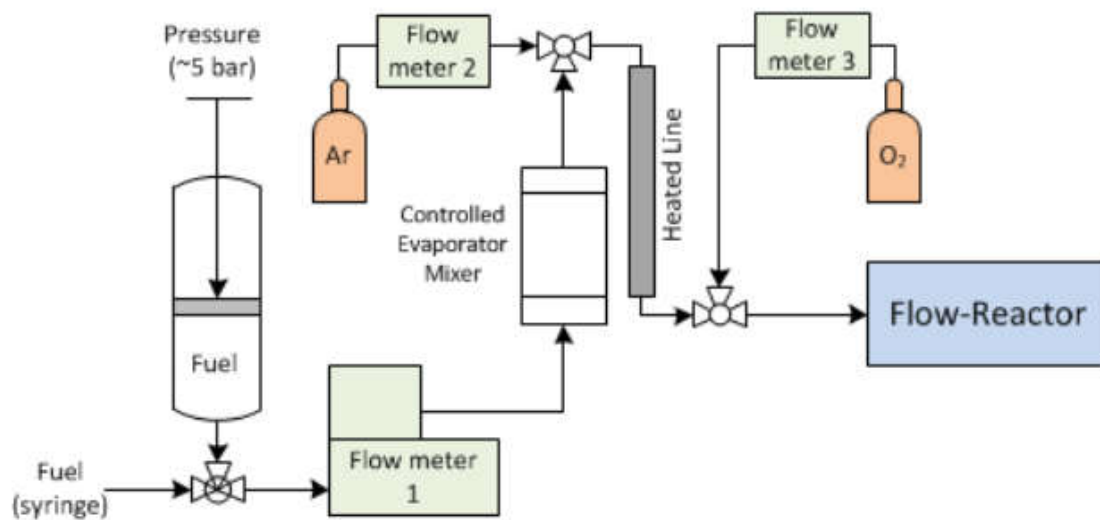 Pressure
(~5 bar)
Flow
meter 2
Flow
meter 3
Ar
O₂
Heated Line
Controlled
Evaporator
Mixer
Flow-Reactor
Fuel
Flow meter
1
Fuel
(syringe)